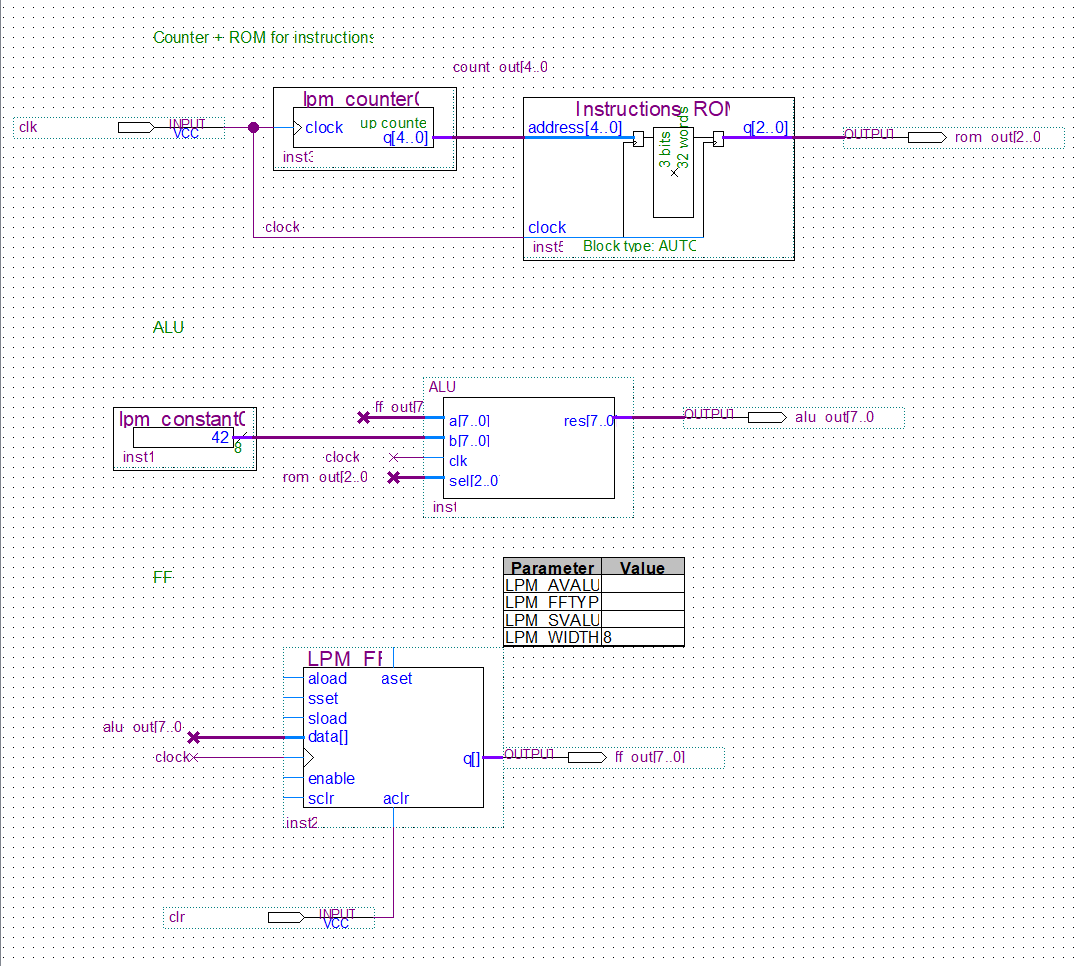 Counter + ROM for instructions
count_out[4..0
lpm_counter(
Instructions_ROM
clk
INPUT
VCC
clock
up counte
q[4..0]
inst3
address[4..0]
3 bits
32 words
q[2..0]
OUTPUT
rom_out[2..0
clock
clock
inst5
Block type: AUTO
ALU
ALU
lpm_constant(
42
8
inst1
ff_out[7
a[7..0]
b[7..0]
clock
clk
rom_out[2..0
sel[2..0
res[7..0
inst
OUTPUT
alu_out[7..0
FF
Parameter Value
LPM_AVALU
LPM_FFTYP
LPM_SVALU
LPM_WIDTH 8
LPM_FF
aload
aset
sset
sload
alu_out[7..0
data[]
clock
q[]
OUTPUT
ff_out[7..0]
enable
sclr
aclr
inst2
clr
INPUT
VCC